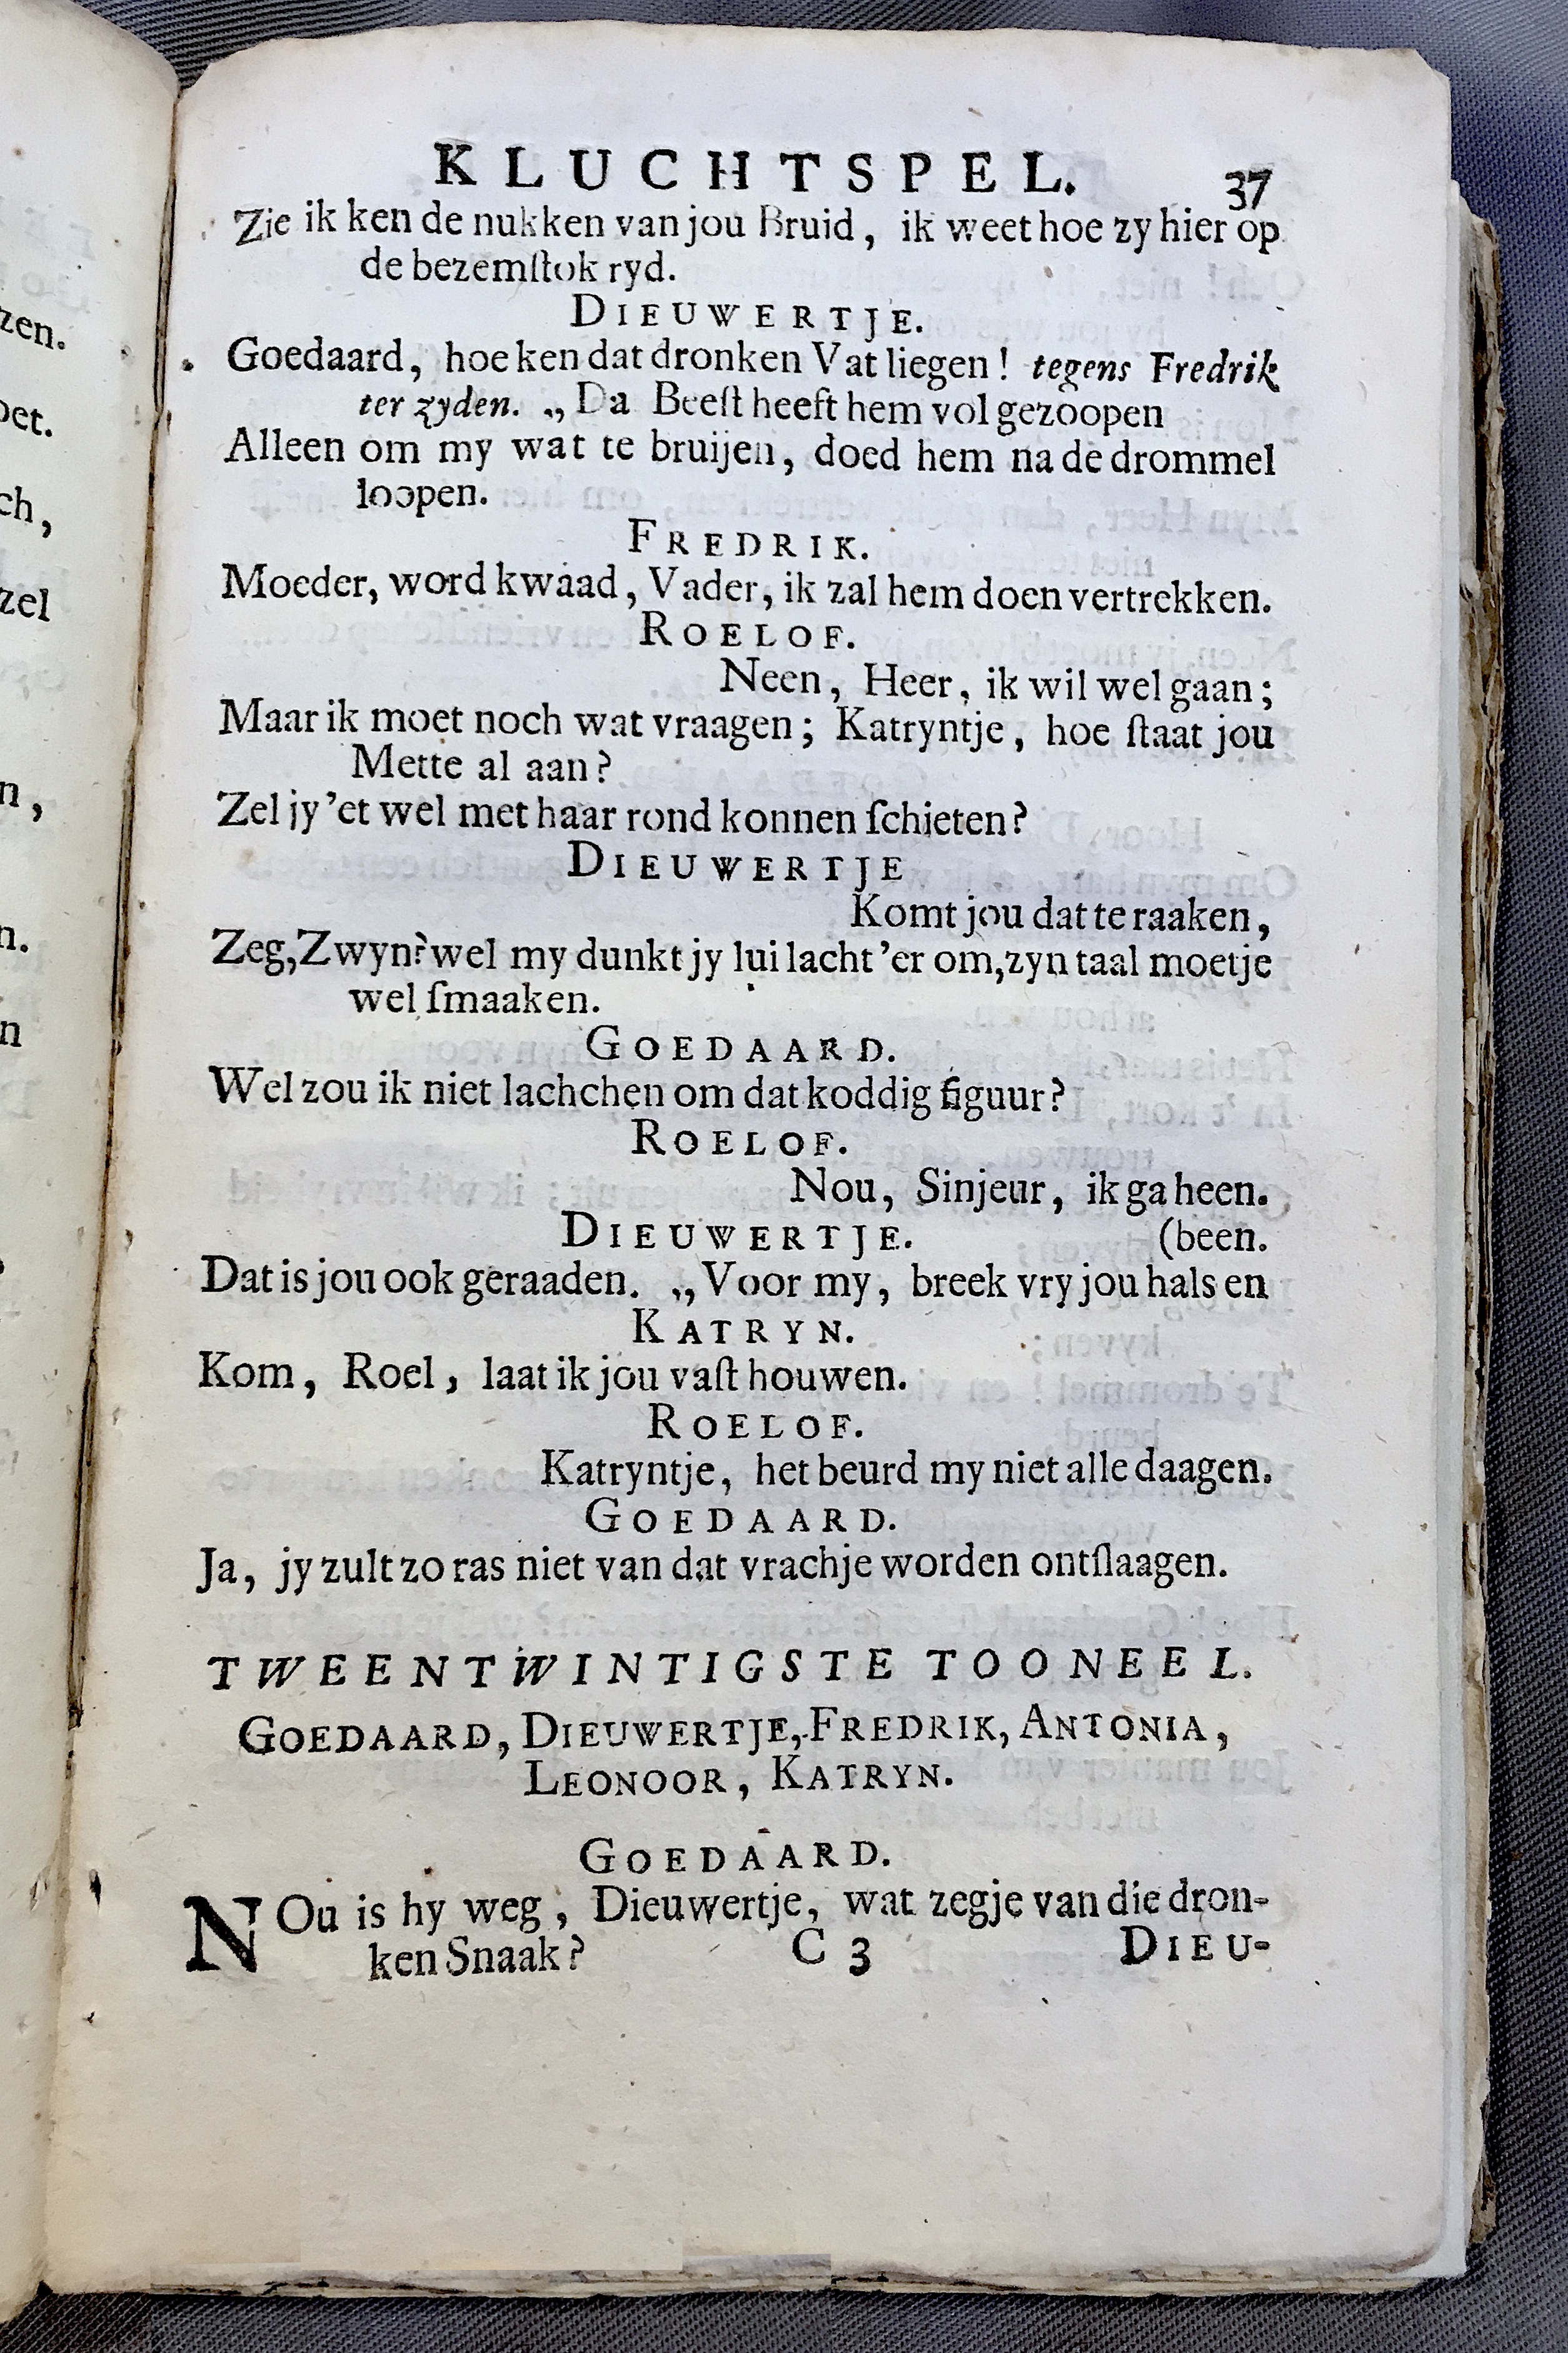 KLUCHTSPEL. 37
Zie ik ken de nukken van jou Bruid, ik weet hoe zy hier op
de bezemſtok ryd.
DIEUWERTJE.
Goedaard, hoe ken dat dronken Vat liegen! tegens Fredrik
ter zyden. „ Da Beeſt heeft hem vol gezoopen
Alleen om my wat te bruijen, doed hem na de drommel
loopen.
FREDRIK.
Moeder, word kwaad, Vader, ik zal hem doen vertrekken.
ROELOF.
Neen, Heer, ik wil wel gaan;
Maar ik moet noch wat vraagen; Katryntje, hoe ſtaat jou
Mette al aan?
Zel jy 'et wel met haar rond konnen ſchieten?
DIEUWERTJE
Komt jou dat te raaken,
Zeg, Zwyn? wel my dunkt jy lui lacht 'er om, zyn taal moetje
wel ſmaaken.
GOEDAARD.
Wel zou ik niet lachchen om dat koddig figuur?
ROELOF.
Nou, Sinjeur, ik ga heen.
DIEUWERTJE. (been.
Dat is jou ook geraaden. „Voor my, breek vry jou hals en
KATRYN.
Kom, Roel, laat ik jou vaſt houwen.
ROELOF.
Katryntje, het beurd my niet alle daagen.
GOEDAARD.
Ja, jy zult zo ras niet van dat vrachje worden ontſlaagen.
TWEENTWINTIGSTE TOONEEL.
GOEDAARD, DIEUWERTJE, FREDRIK, ANTONIA,
LEONOOR, KATRYN.
GOEDAARD.
NOu is hy weg, Dieuwertje, wat zegje van die dron-
ken Snaak? C 3 DIEU-
zen.
oet.
ch,
zel
n,
n.
n